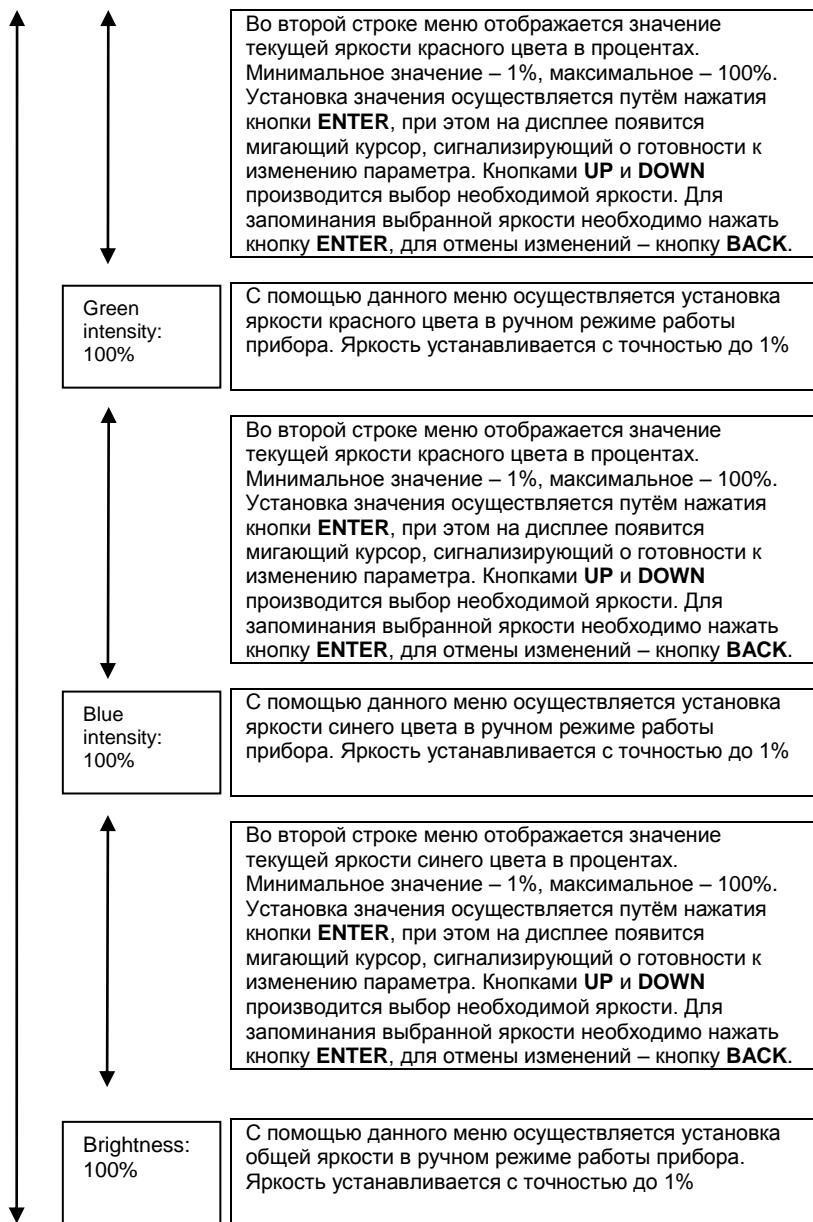 Во второй строке меню отображается значение
текущей яркости красного цвета в процентах.
Минимальное значение – 1%, максимальное – 100%.
Установка значения осуществляется путём нажатия
кнопки ENTER, при этом на дисплее появится
мигающий курсор, сигнализирующий о готовности к
изменению параметра. Кнопками UP и DOWN
производится выбор необходимой яркости. Для
запоминания выбранной яркости необходимо нажать
кнопку ENTER, для отмены изменений – кнопку BACK.
Green
intensity:
100%
С помощью данного меню осуществляется установка
яркости красного цвета в ручном режиме работы
прибора. Яркость устанавливается с точностью до 1%
Во второй строке меню отображается значение
текущей яркости красного цвета в процентах.
Минимальное значение – 1%, максимальное – 100%.
Установка значения осуществляется путём нажатия
кнопки ENTER, при этом на дисплее появится
мигающий курсор, сигнализирующий о готовности к
изменению параметра. Кнопками UP и DOWN
производится выбор необходимой яркости. Для
запоминания выбранной яркости необходимо нажать
кнопку ENTER, для отмены изменений – кнопку BACK.
Blue
intensity:
100%
С помощью данного меню осуществляется установка
яркости синего цвета в ручном режиме работы
прибора. Яркость устанавливается с точностью до 1%
Во второй строке меню отображается значение
текущей яркости синего цвета в процентах.
Минимальное значение – 1%, максимальное – 100%.
Установка значения осуществляется путём нажатия
кнопки ENTER, при этом на дисплее появится
мигающий курсор, сигнализирующий о готовности к
изменению параметра. Кнопками UP и DOWN
производится выбор необходимой яркости. Для
запоминания выбранной яркости необходимо нажать
кнопку ENTER, для отмены изменений – кнопку BACK.
Brightness:
100%
С помощью данного меню осуществляется установка
общей яркости в ручном режиме работы прибора.
Яркость устанавливается с точностью до 1%